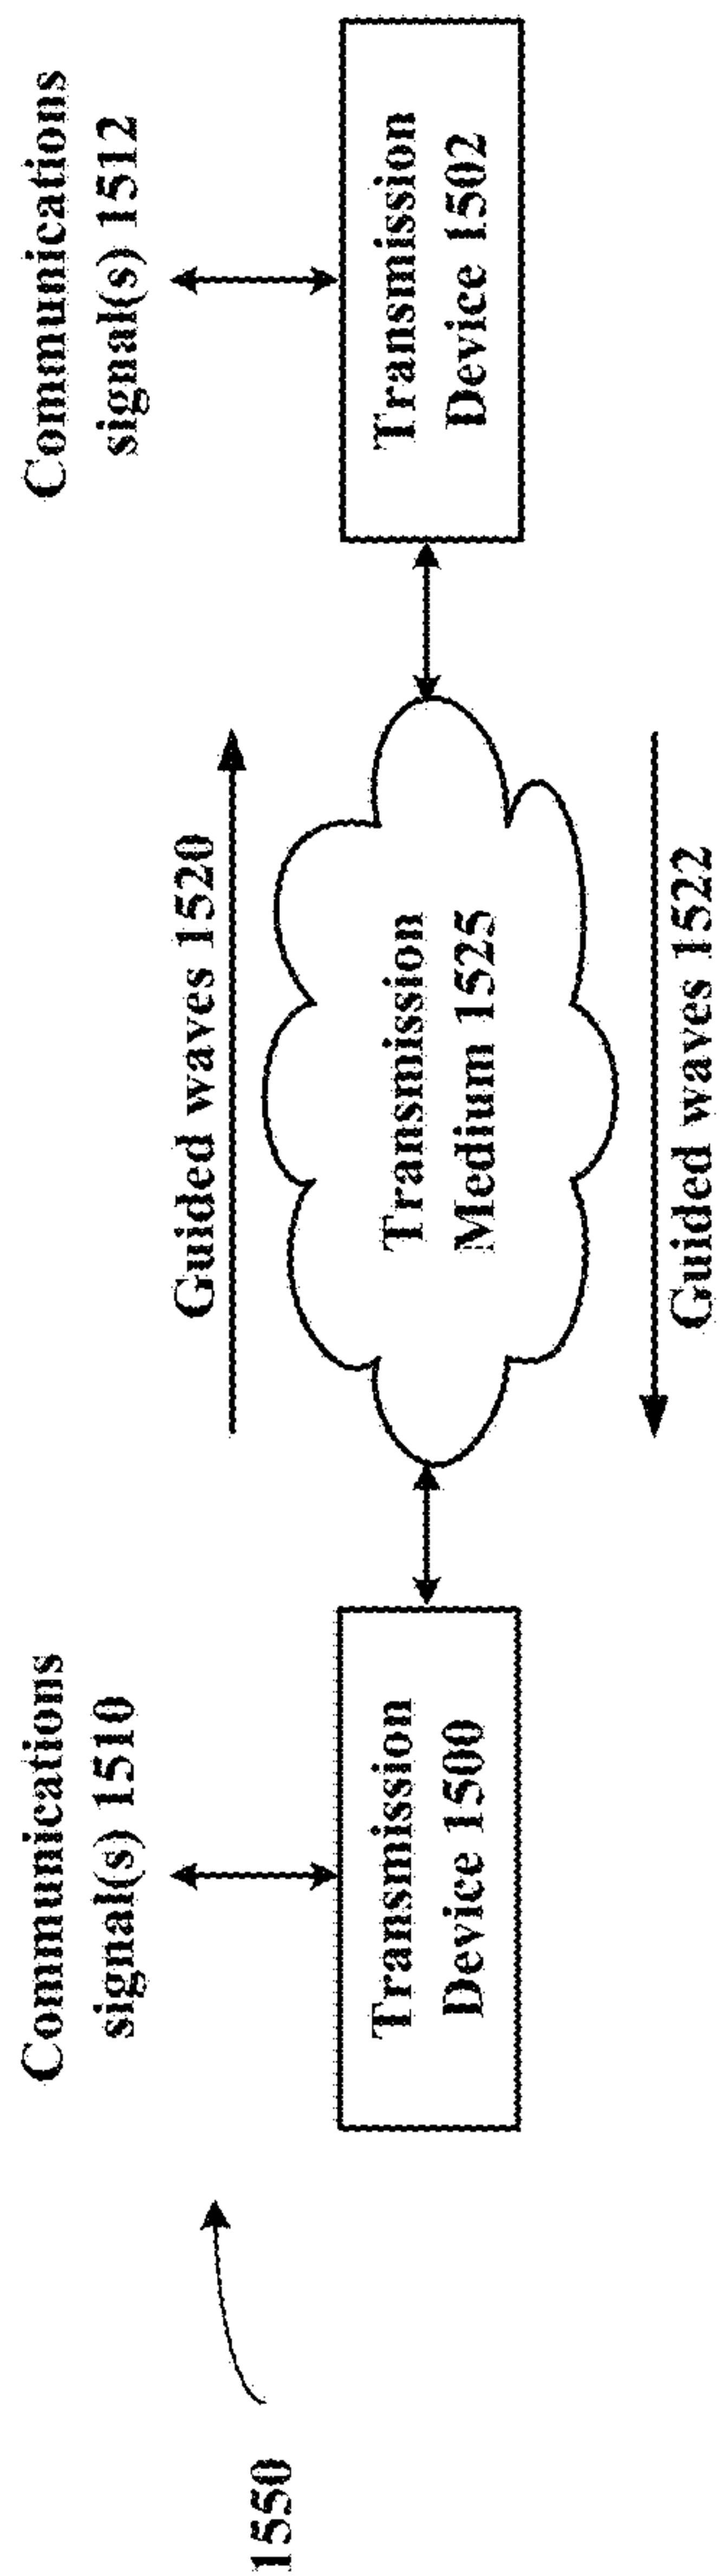 1550
Communications
signal(s) 1510
Transmission
Device 1500
Guided waves 1520
Transmission
Medium 1525
Guided waves 1522
Communications
signal(s) 1512
Transmission
Device 1502